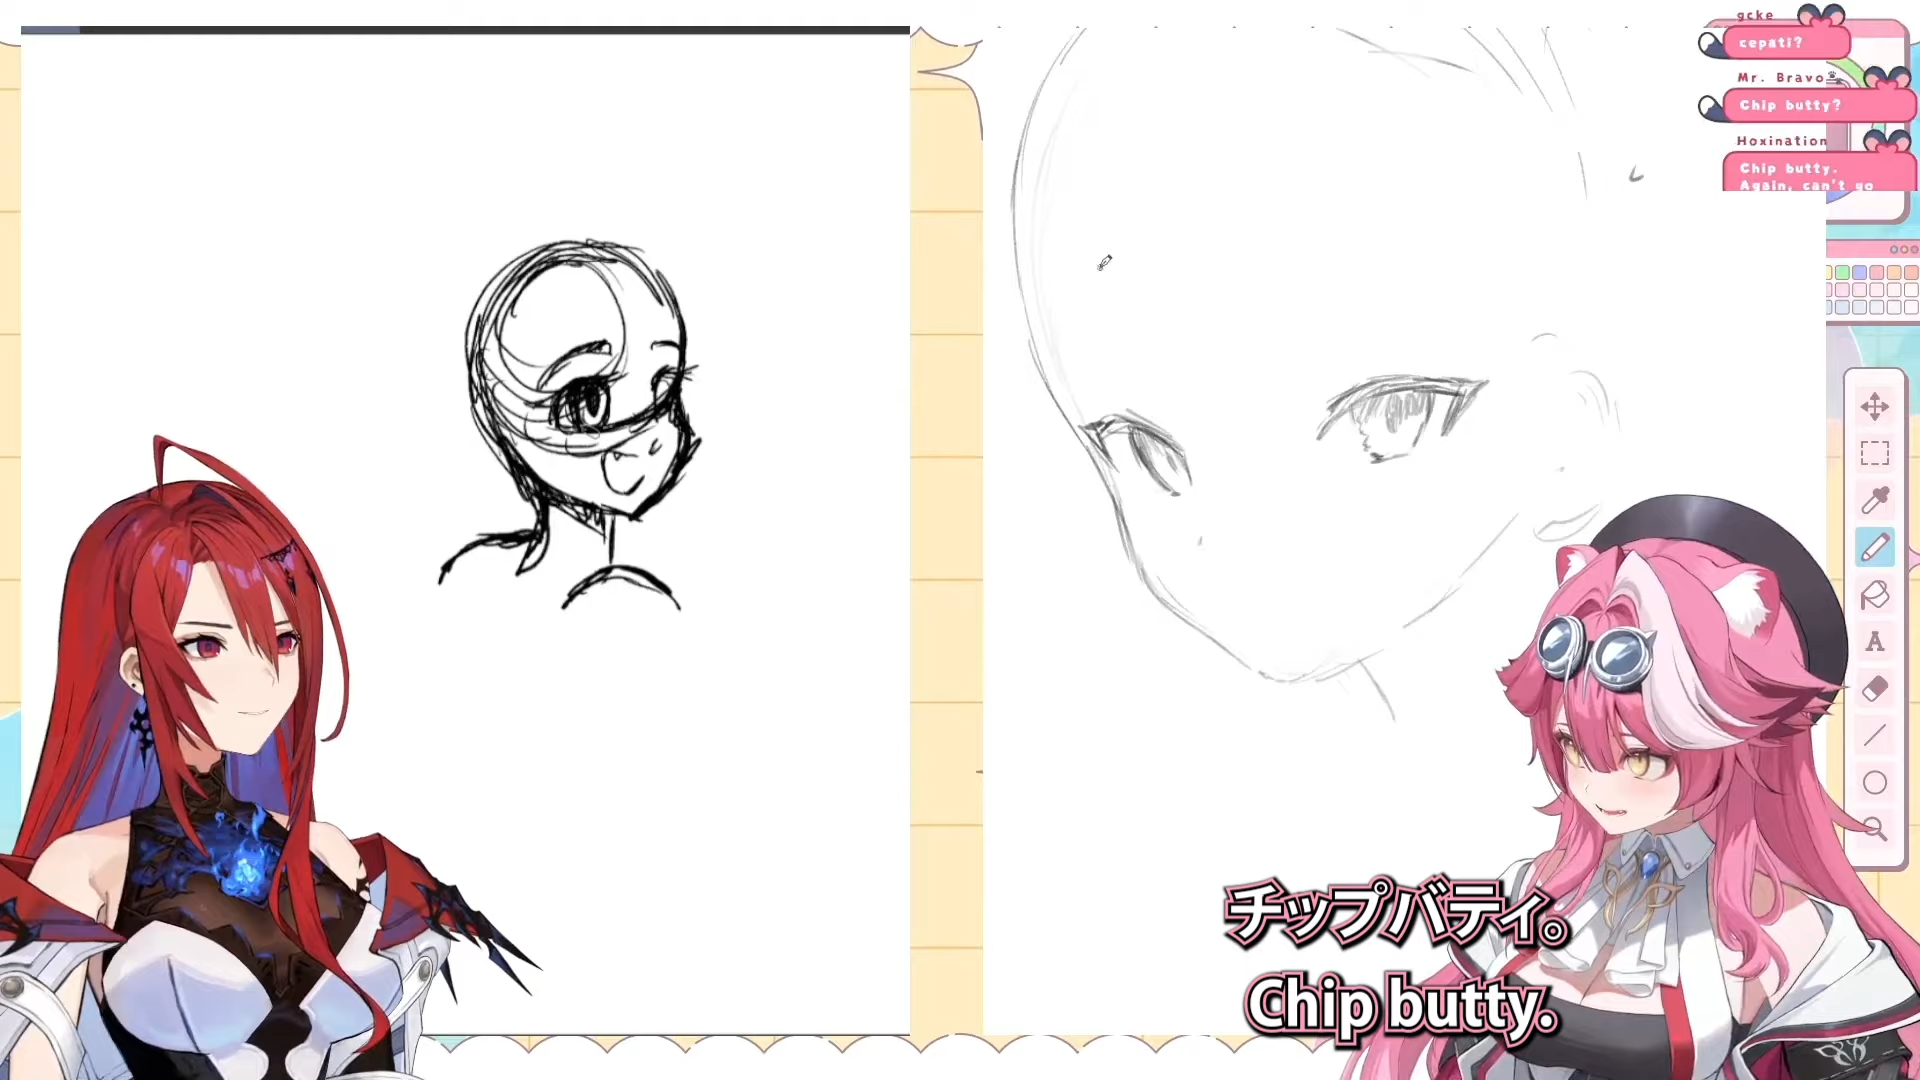 gcke
cepati?
Mr. Bravo
Chip butty?
Hoxination
Chip butty.
Again, can't go
A
チップバティ。
Chip butty.